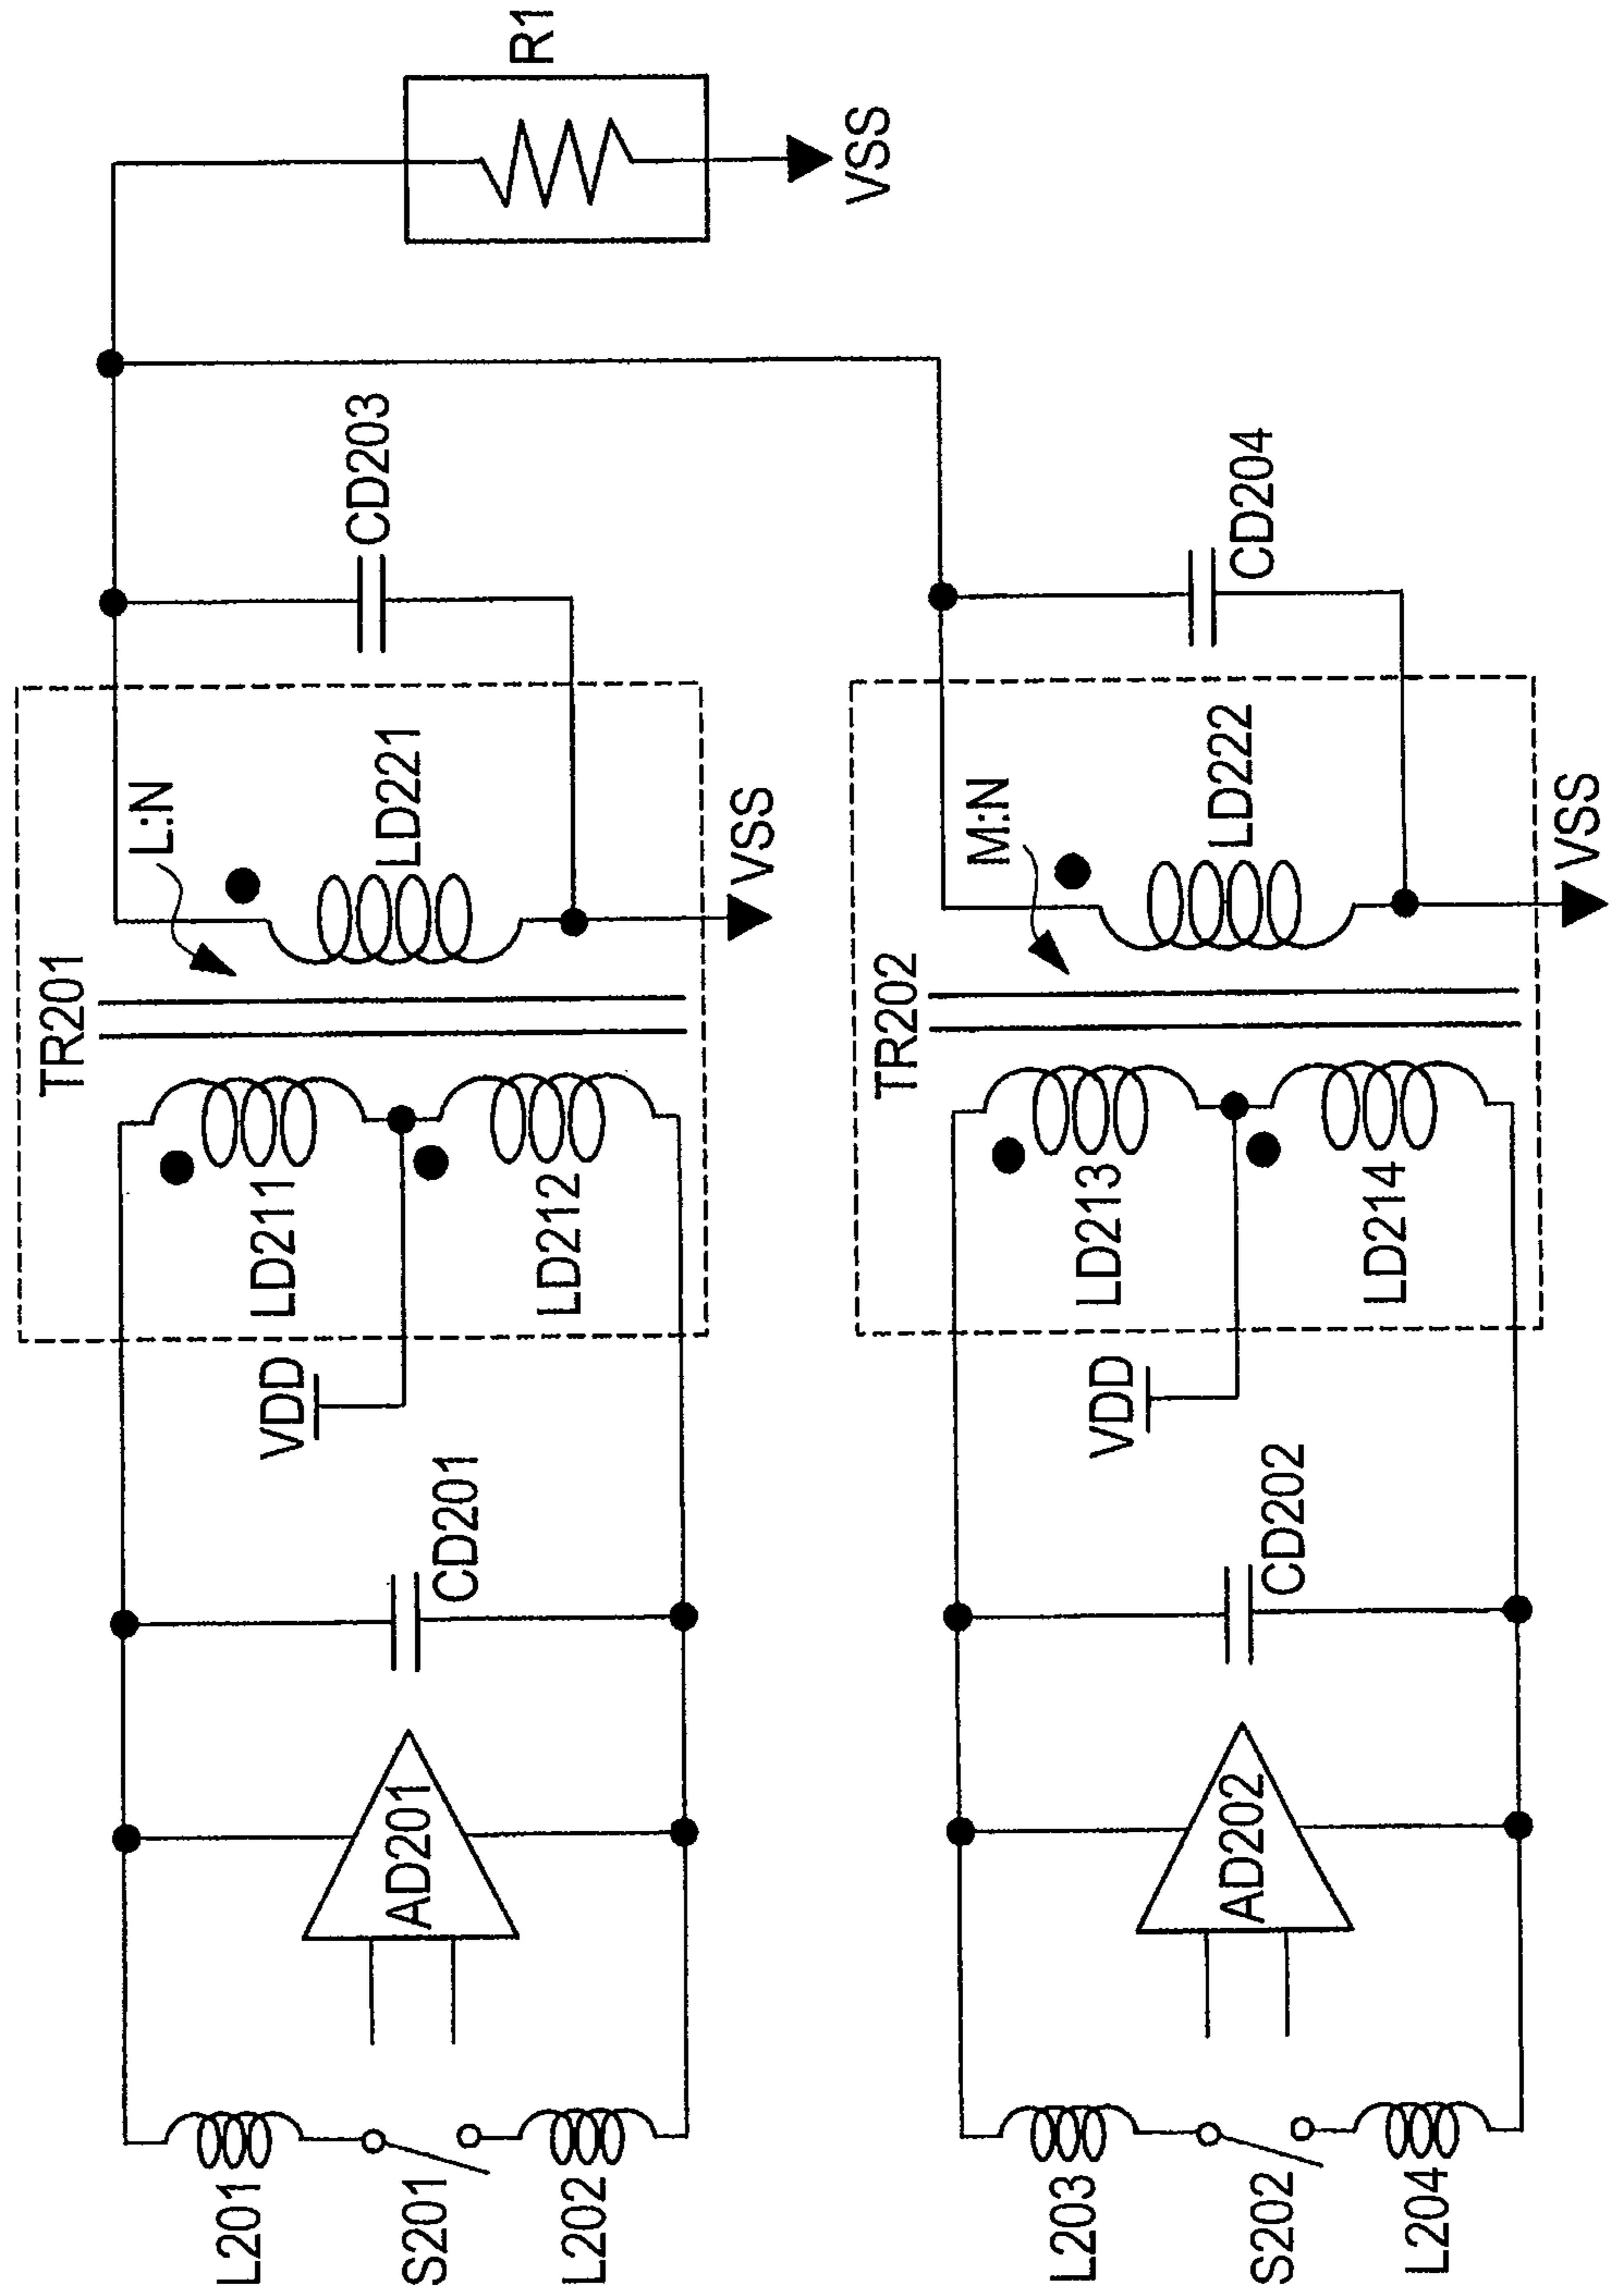 R1
VSS
CD203
CD204
L:N
LD221
VSS
M:N
LD222
VSS
TR201
TR202
LD211
LD212
LD213
LD214
VDD
VDD
CD201
CD202
AD201
AD202
L201
S201
L202
L203
S202
L204